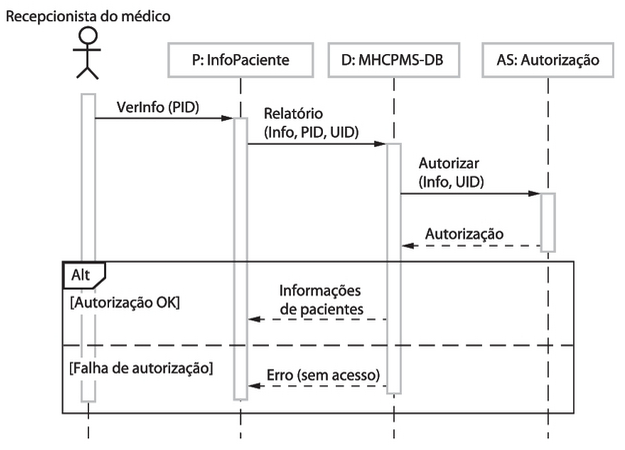 Recepcionista do médico
P: InfoPaciente
D: MHCPMS-DB
AS: Autorização
VerInfo (PID)
Relatório
(Info, PID, UID)
Autorizar
(Info, UID)
Autorização
Alt
[Autorização OK]
Informações
de pacientes
[Falha de autorização]
Erro (sem acesso)